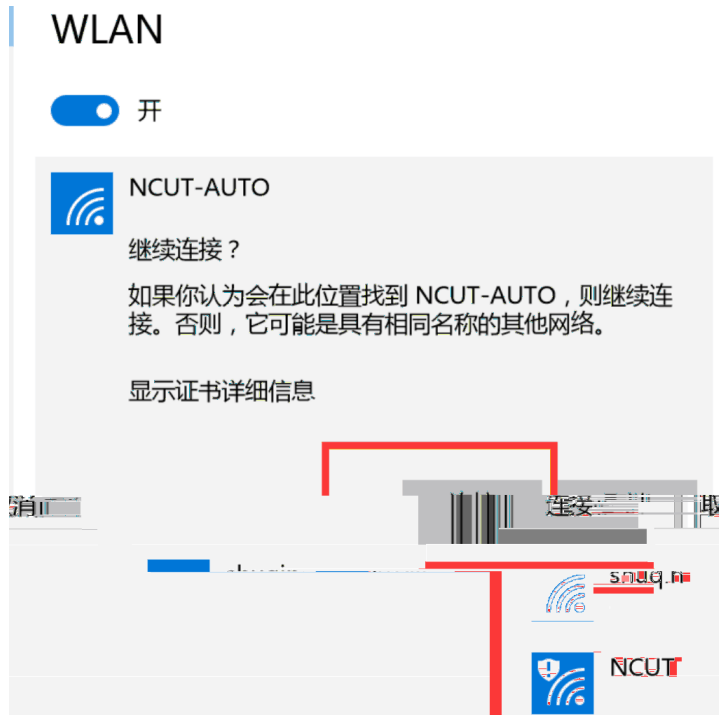 WLAN
开
NCUT-AUTO
继续连接？
如果你认为会在此位置找到 NCUT-AUTO，则继续连
接。否则，它可能是具有相同名称的其他网络。
显示证书详细信息
消 连接 取
NCUT